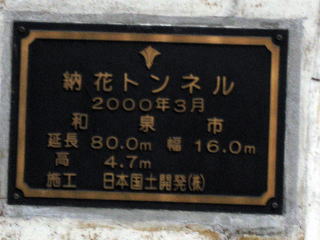 納花トンネル
2000年3月
和泉市
延長 80.0m 幅 16.0m
高 4.7m
施工 日本国土開発㈱